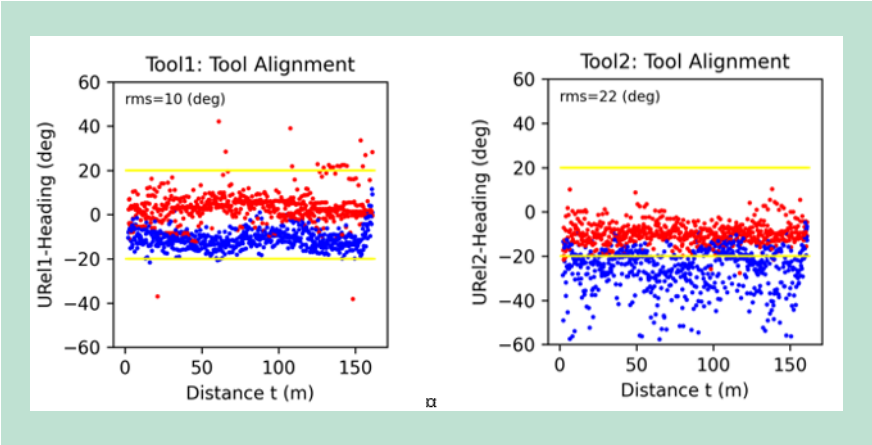 Tool1: Tool Alignment
rms=10 (deg)
URel1-Heading (deg)
60
40
20
0
−20
−40
−60
0 50 100 150
Distance t (m)
Tool2: Tool Alignment
rms=22 (deg)
URel2-Heading (deg)
60
40
20
0
−20
−40
−60
0 50 100 150
Distance t (m)
¤